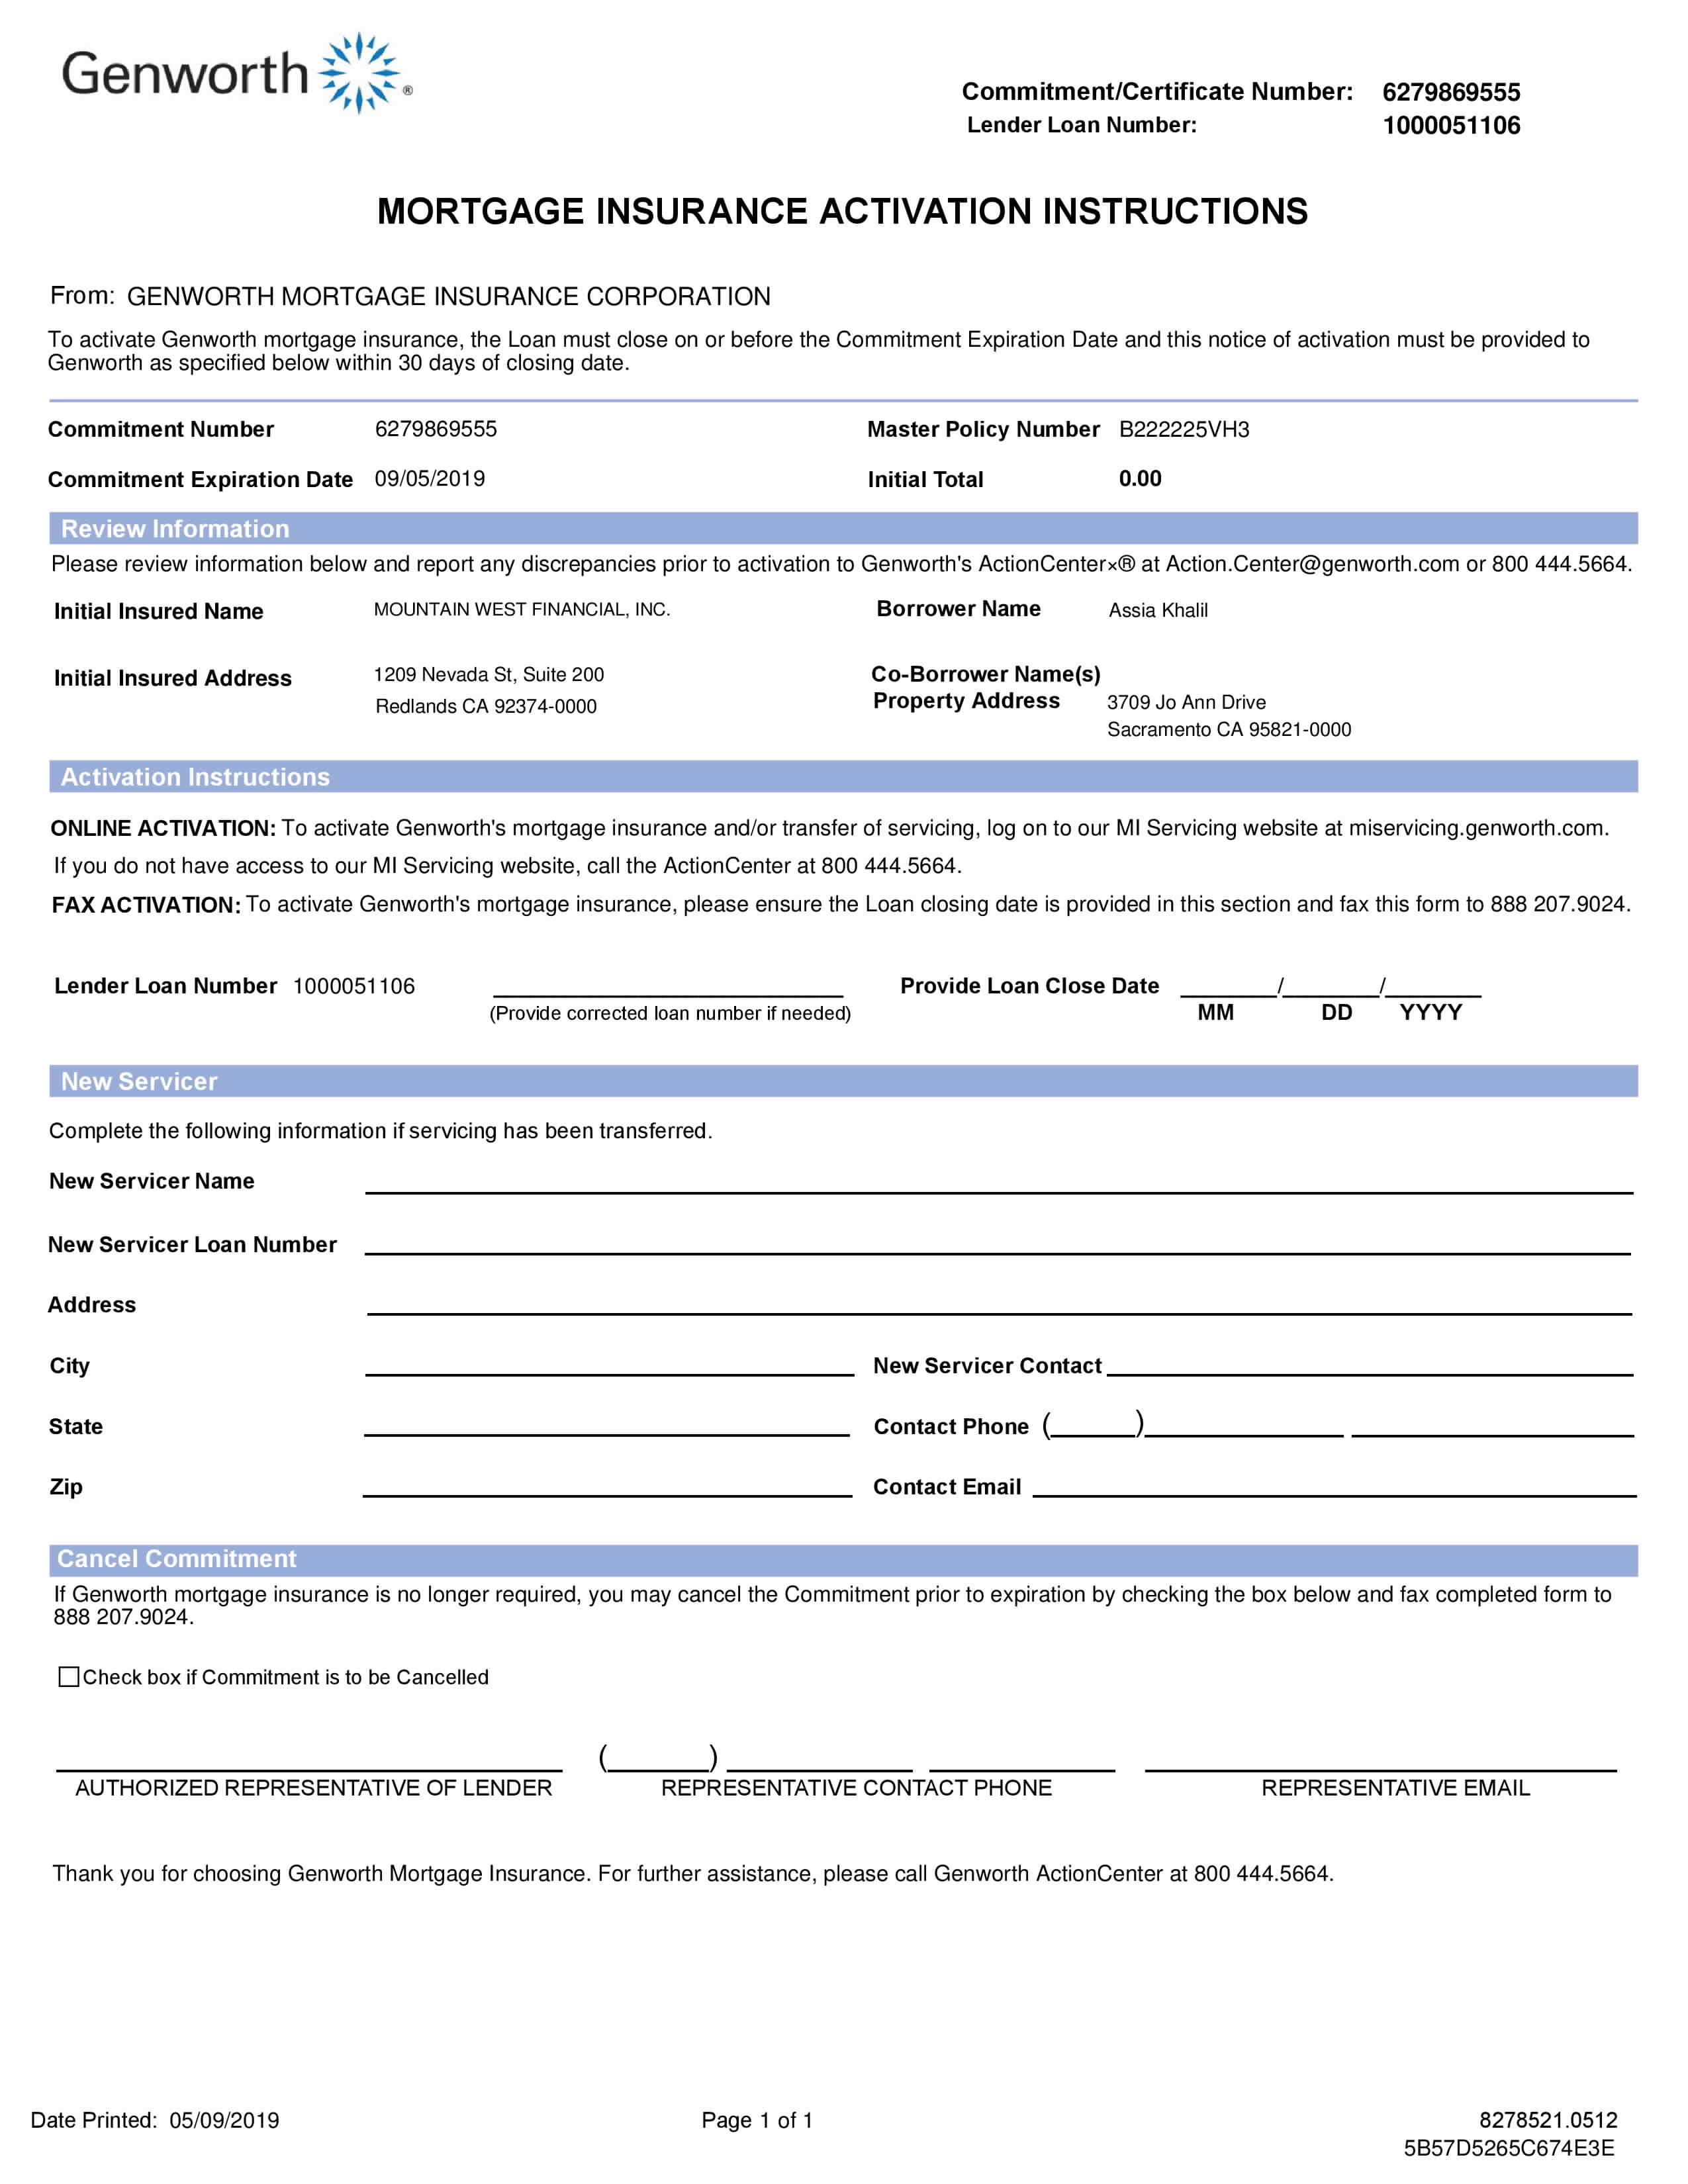 Genworth ®
Commitment/Certificate Number: 6279869555
Lender Loan Number: 1000051106
MORTGAGE INSURANCE ACTIVATION INSTRUCTIONS
From: GENWORTH MORTGAGE INSURANCE CORPORATION
To activate Genworth mortgage insurance, the Loan must close on or before the Commitment Expiration Date and this notice of activation must be provided to
Genworth as specified below within 30 days of closing date.
Commitment Number 6279869555 Master Policy Number B222225VH3
Commitment Expiration Date 09/05/2019 Initial Total 0.00
Review Information
Please review information below and report any discrepancies prior to activation to Genworth's ActionCenter×® at Action.Center@genworth.com or 800 444.5664.
Initial Insured Name MOUNTAIN WEST FINANCIAL, INC. Borrower Name Assia Khalil
Initial Insured Address 1209 Nevada St, Suite 200 Co-Borrower Name(s)
Redlands CA 92374-0000 Property Address 3709 Jo Ann Drive
Sacramento CA 95821-0000
Activation Instructions
ONLINE ACTIVATION: To activate Genworth's mortgage insurance and/or transfer of servicing, log on to our MI Servicing website at miservicing.genworth.com.
If you do not have access to our MI Servicing website, call the ActionCenter at 800 444.5664.
FAX ACTIVATION: To activate Genworth's mortgage insurance, please ensure the Loan closing date is provided in this section and fax this form to 888 207.9024.
Lender Loan Number 1000051106 Provide Loan Close Date / /
(Provide corrected loan number if needed) MM DD YYYY
New Servicer
Complete the following information if servicing has been transferred.
New Servicer Name
New Servicer Loan Number
Address
City New Servicer Contact
State Contact Phone ( )
Zip Contact Email
Cancel Commitment
If Genworth mortgage insurance is no longer required, you may cancel the Commitment prior to expiration by checking the box below and fax completed form to
888 207.9024.
Check box if Commitment is to be Cancelled
( )
AUTHORIZED REPRESENTATIVE OF LENDER REPRESENTATIVE CONTACT PHONE REPRESENTATIVE EMAIL
Thank you for choosing Genworth Mortgage Insurance. For further assistance, please call Genworth ActionCenter at 800 444.5664.
Date Printed: 05/09/2019 Page 1 of 1 8278521.0512
5B57D5265C674E3E